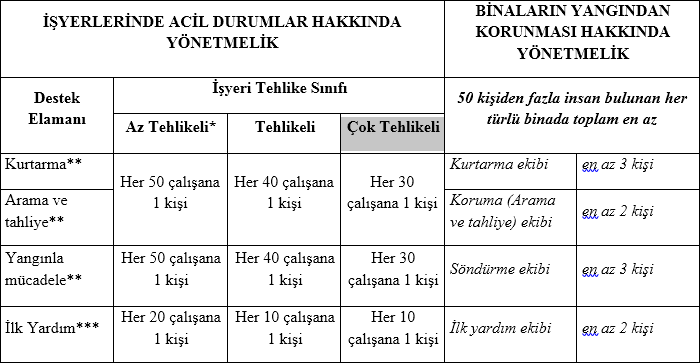 İŞYERLERİNDE ACİL DURUMLAR HAKKINDA
YÖNETMELİK
BİNALARIN YANGINDAN
KORUNMASI HAKKINDA
YÖNETMELİK
Destek
Elamanı
İşyeri Tehlike Sınıfı
50 kişiden fazla insan bulunan her
türlü binada toplam en az
Az Tehlikeli*
Tehlikeli
Çok Tehlikeli
Kurtarma**
Her 50 çalışana
1 kişi
Her 40 çalışana
1 kişi
Her 30
çalışana 1 kişi
Kurtarma ekibi
en az 3 kişi
Arama ve
tahliye**
Koruma (Arama
ve tahliye) ekibi
en az 2 kişi
Yangınla
mücadele**
Her 50 çalışana
1 kişi
Her 40 çalışana
1 kişi
Her 30
çalışana 1 kişi
Söndürme ekibi
en az 3 kişi
İlk Yardım***
Her 20 çalışana
1 kişi
Her 10 çalışana
1 kişi
Her 10
çalışana 1 kişi
İlk yardım ekibi
en az 2 kişi